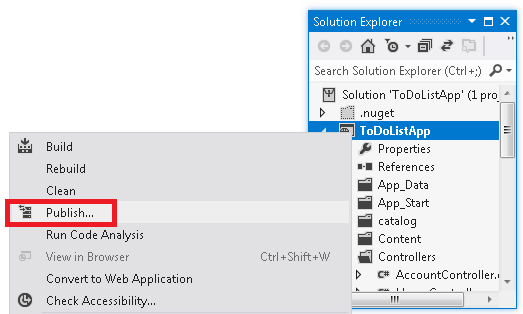 Solution Explorer
Search Solution Explorer (Ctrl+;)
Solution 'ToDoListApp' (1 proj
.nuget
ToDoListApp
Properties
References
App_Data
App_Start
catalog
Content
Controllers
C# AccountController.
Build
Rebuild
Clean
Publish...
Run Code Analysis
View in Browser Ctrl+Shift+W
Convert to Web Application
Check Accessibility...